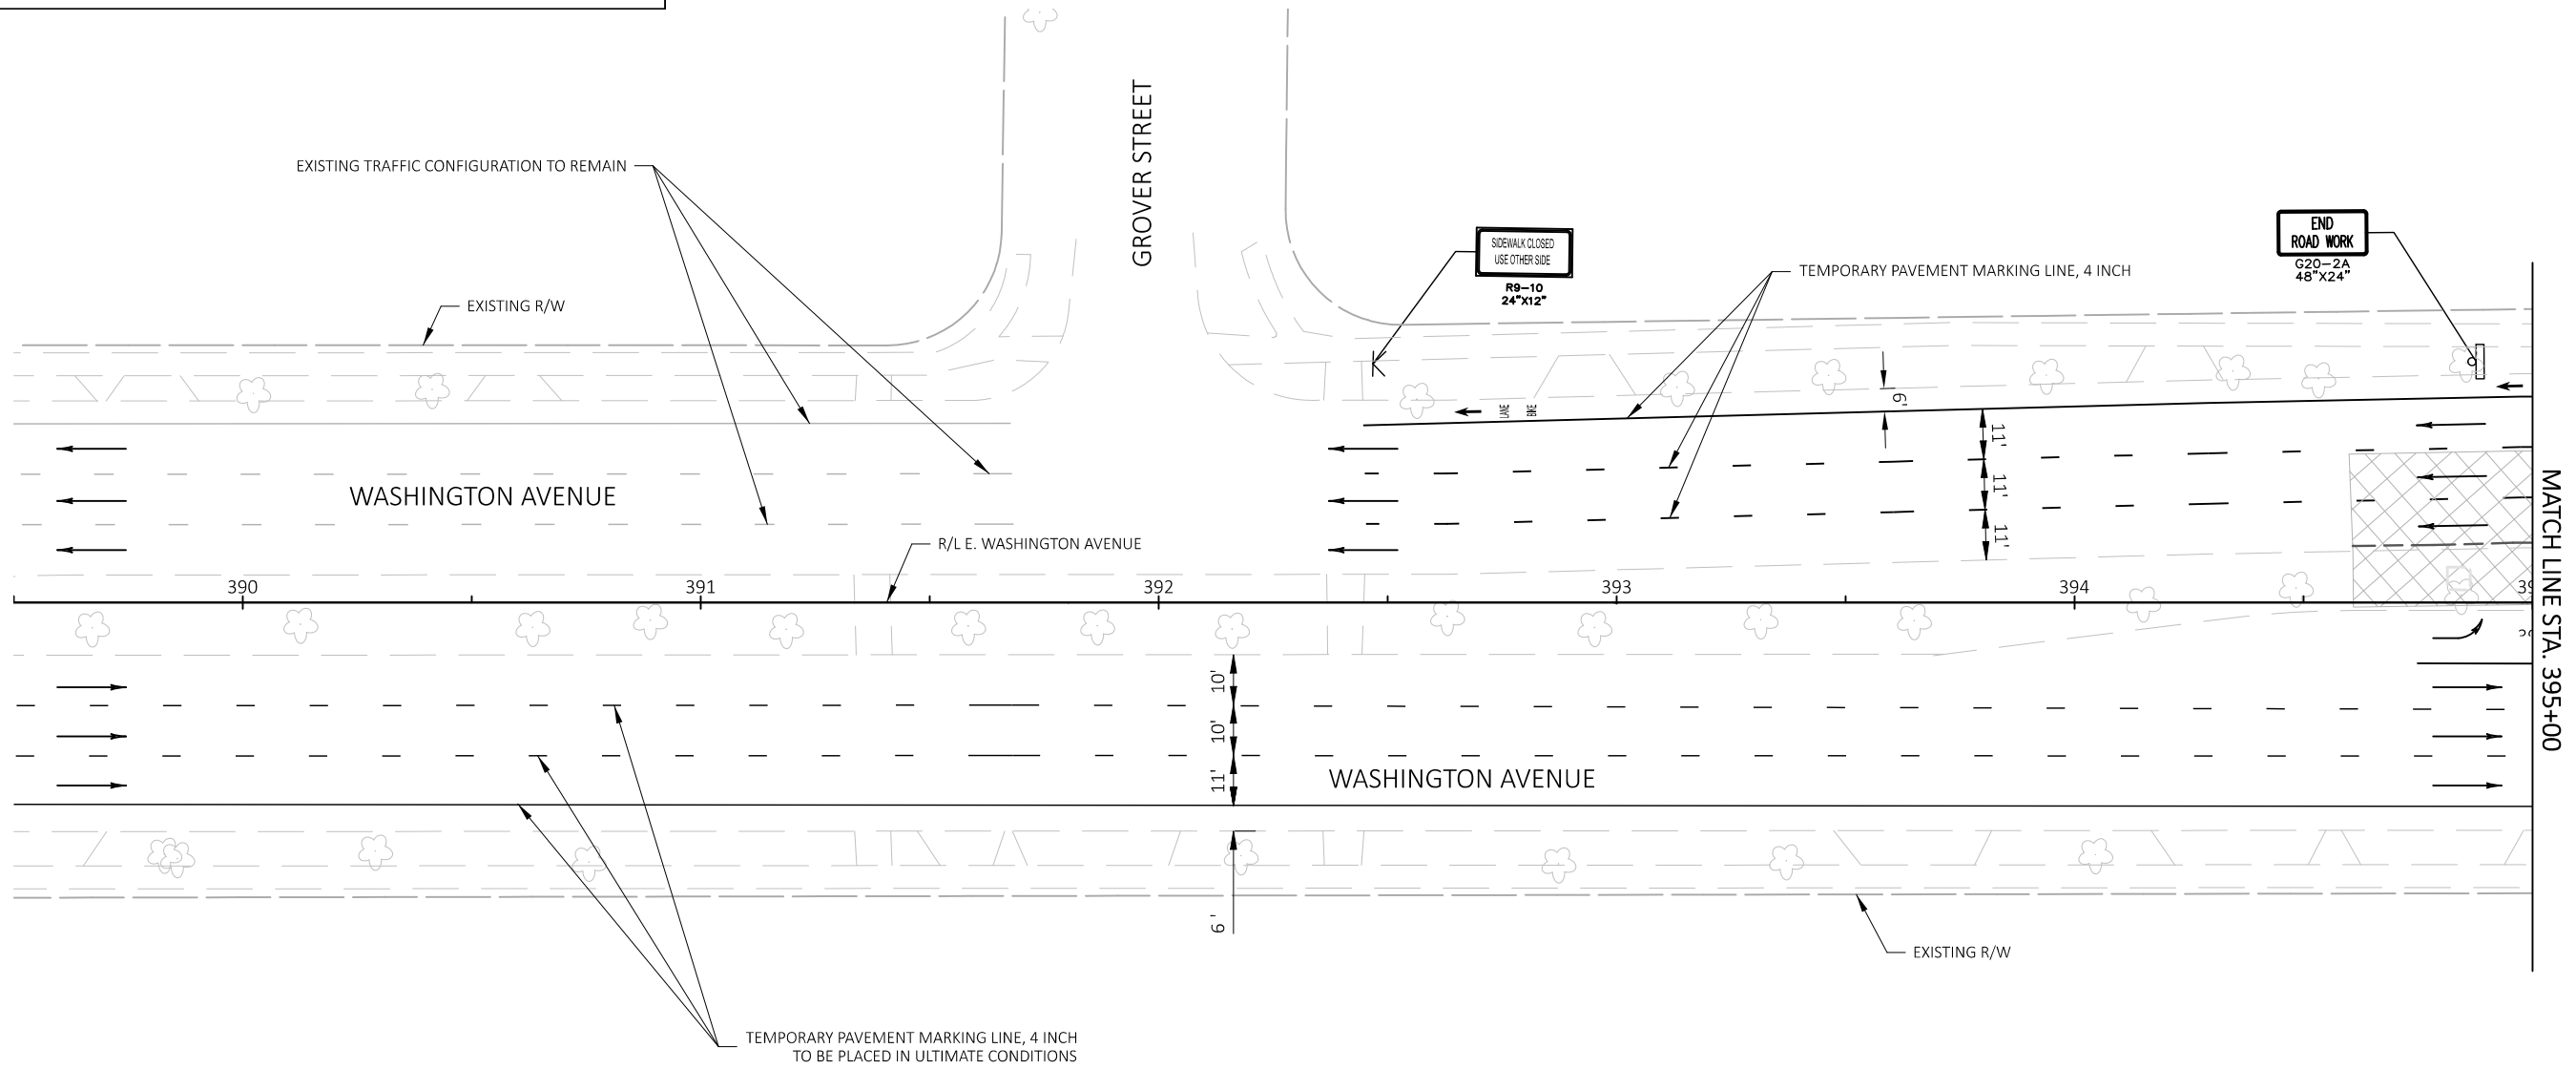 GROVER STREET
EXISTING TRAFFIC CONFIGURATION TO REMAIN
SIDEWALK CLOSED
USE OTHER SIDE
R9-10
24"X12"
END
ROAD WORK
G20-2A
48"X24"
TEMPORARY PAVEMENT MARKING LINE, 4 INCH
EXISTING R/W
6'
LANE
BIKE
11'
11'
11'
WASHINGTON AVENUE
R/L E. WASHINGTON AVENUE
390
391
392
393
394
MATCH LINE STA. 395+00
10'
10'
11'
WASHINGTON AVENUE
6'
EXISTING R/W
TEMPORARY PAVEMENT MARKING LINE, 4 INCH
TO BE PLACED IN ULTIMATE CONDITIONS